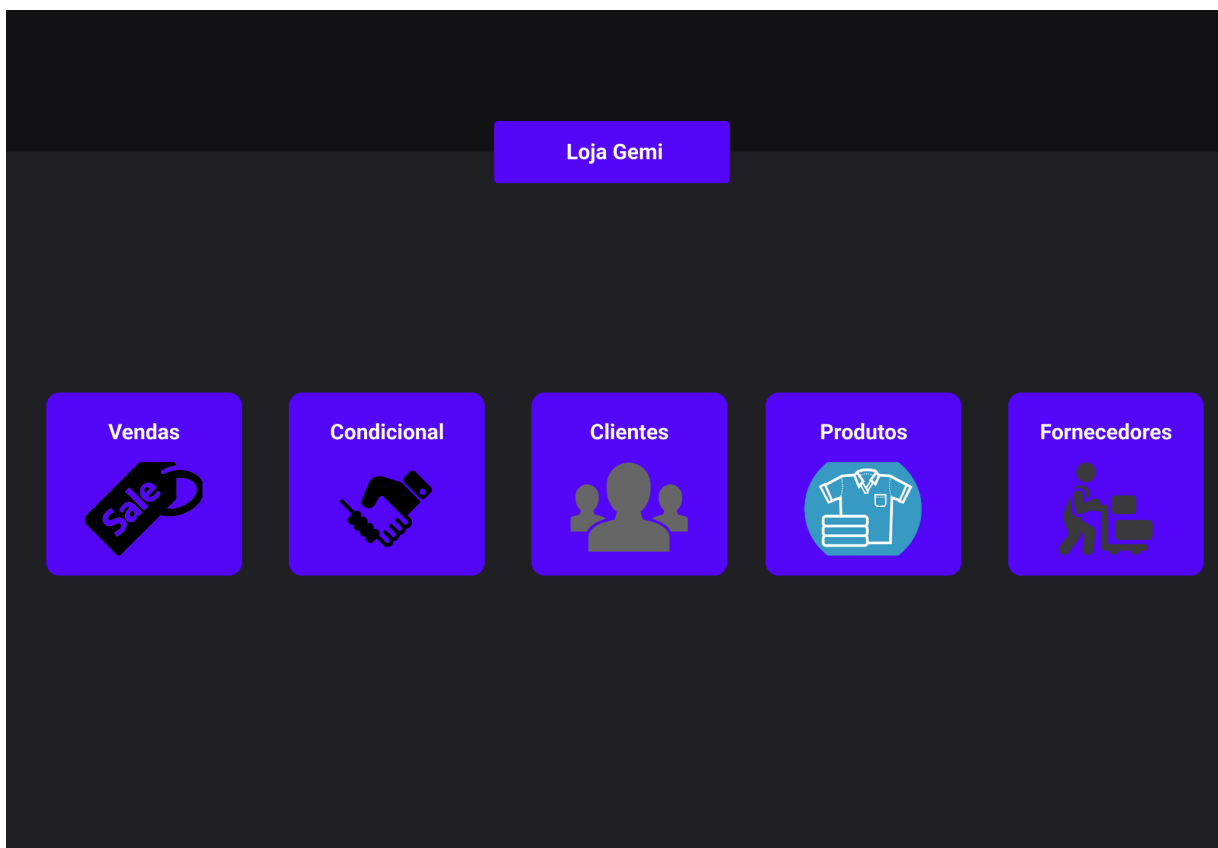 Loja Gemi
Vendas
Condicional
Clientes
Produtos
Fornecedores
Sale